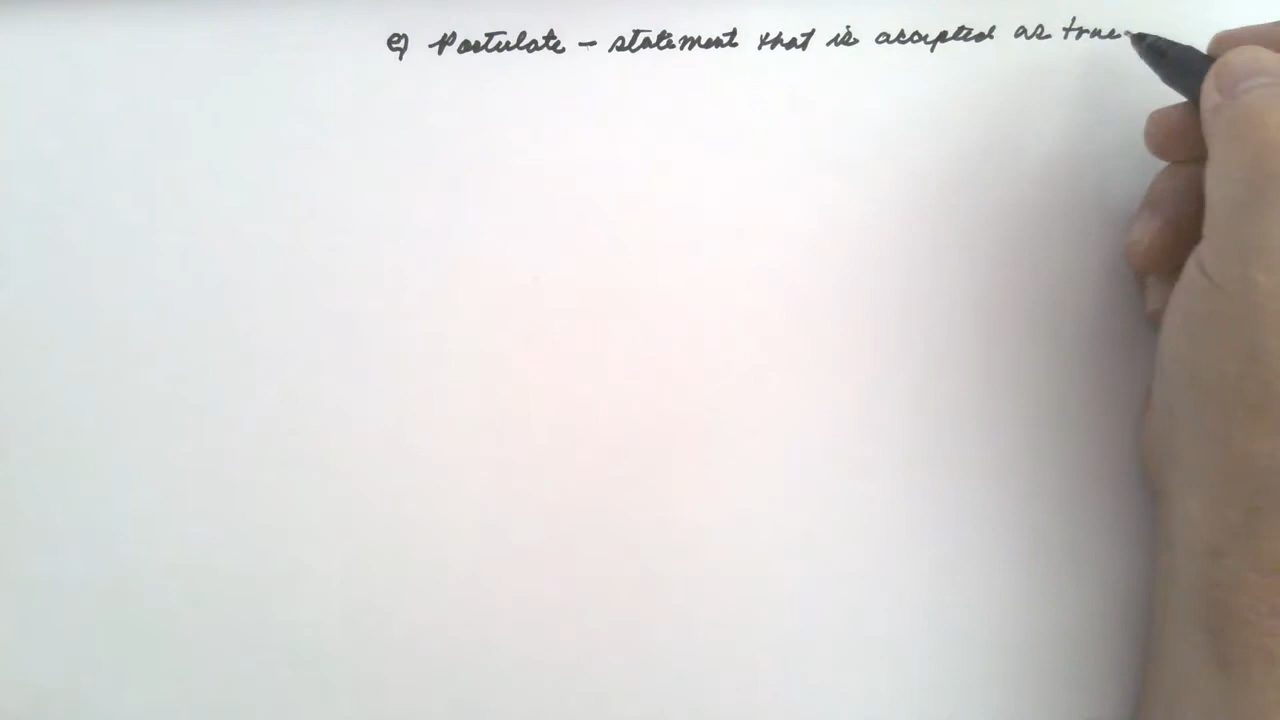 e) Postulate - statement that is accepted as true